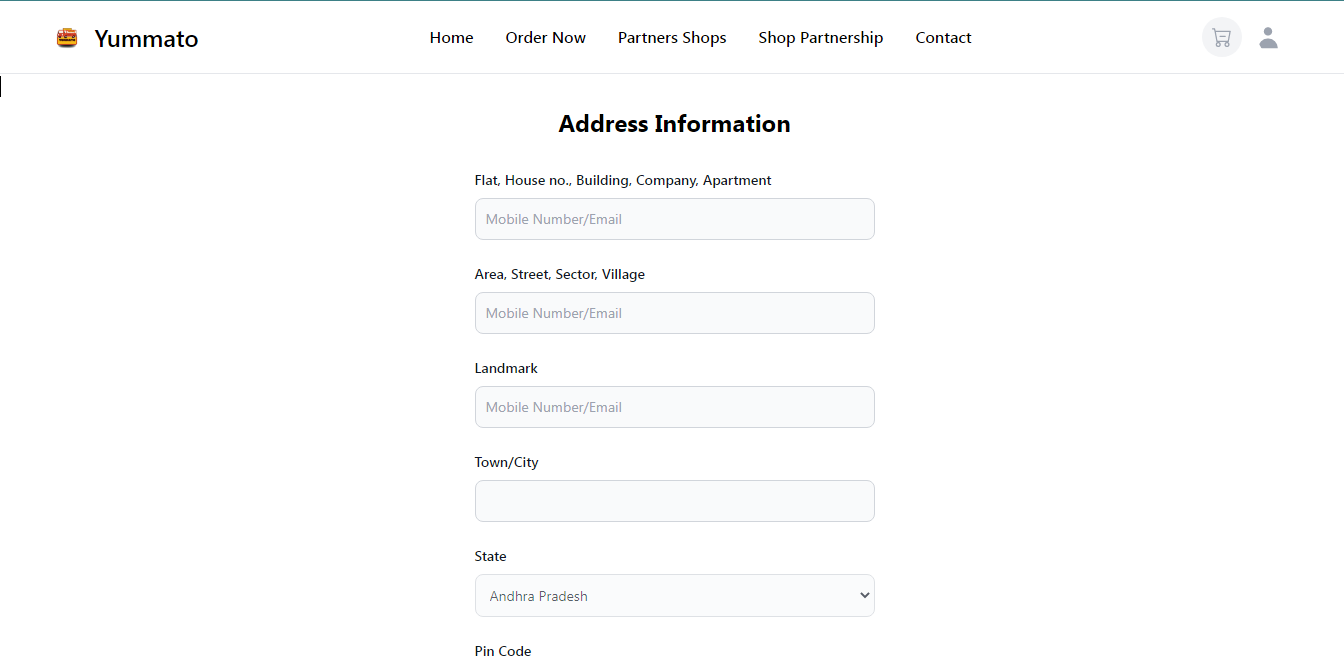 Yummato
Home Order Now Partners Shops Shop Partnership Contact
Address Information
Flat, House no., Building, Company, Apartment
Mobile Number/Email
Area, Street, Sector, Village
Mobile Number/Email
Landmark
Mobile Number/Email
Town/City
State
Andhra Pradesh
Pin Code